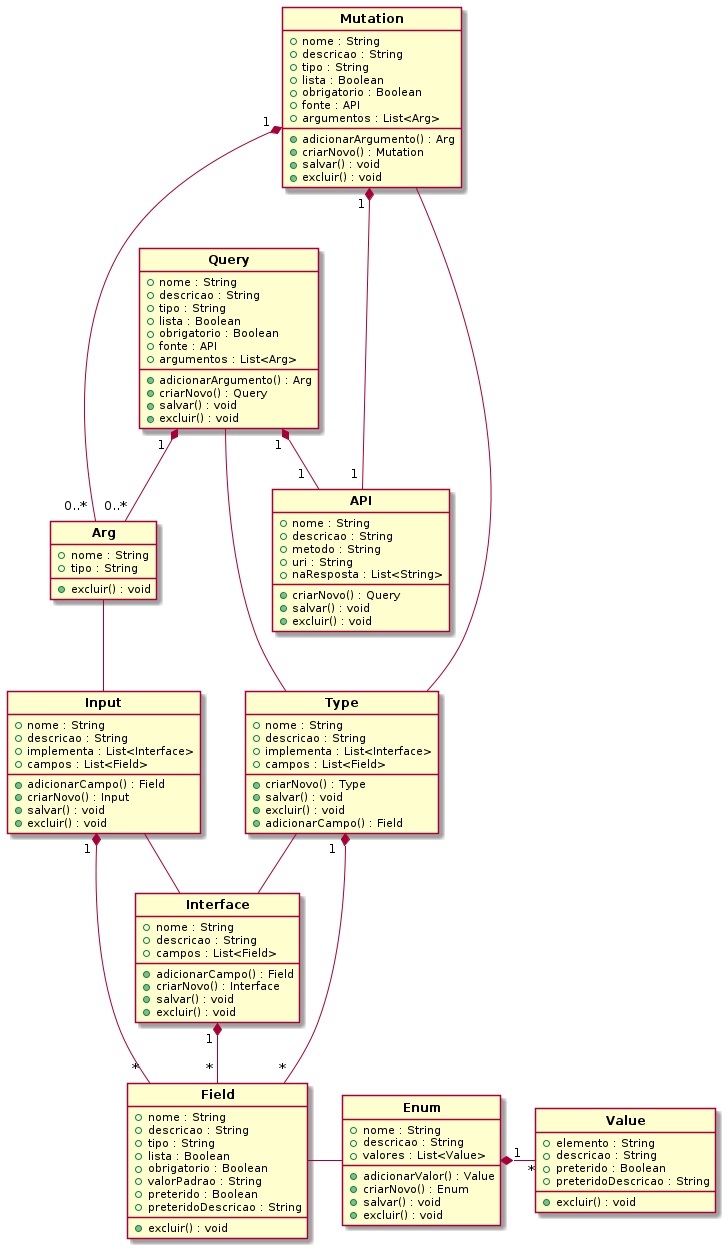 Mutation
nome : String
descricao : String
tipo : String
lista : Boolean
obrigatorio : Boolean
fonte : API
argumentos : List<Arg>
adicionarArgumento() : Arg
criarNovo() : Mutation
salvar() : void
excluir() : void
1
1
Query
nome : String
descricao : String
tipo : String
lista : Boolean
obrigatorio : Boolean
fonte : API
argumentos : List<Arg>
adicionarArgumento() : Arg
criarNovo() : Query
salvar() : void
excluir() : void
1
1
1
1
0..*
0..*
API
nome : String
descricao : String
metodo : String
uri : String
naResposta : List<String>
criarNovo() : Query
salvar() : void
excluir() : void
Arg
nome : String
tipo : String
excluir() : void
Input
nome : String
descricao : String
implementa : List<Interface>
campos : List<Field>
adicionarCampo() : Field
criarNovo() : Input
salvar() : void
excluir() : void
1
Type
nome : String
descricao : String
implementa : List<Interface>
campos : List<Field>
criarNovo() : Type
salvar() : void
excluir() : void
adicionarCampo() : Field
1
Interface
nome : String
descricao : String
campos : List<Field>
adicionarCampo() : Field
criarNovo() : Interface
salvar() : void
excluir() : void
1
*
*
*
Field
nome : String
descricao : String
tipo : String
lista : Boolean
obrigatorio : Boolean
valorPadrao : String
preterido : Boolean
preteridoDescricao : String
excluir() : void
Enum
nome : String
descricao : String
valores : List<Value>
adicionarValor() : Value
criarNovo() : Enum
salvar() : void
excluir() : void
1
*
Value
elemento : String
descricao : String
preterido : Boolean
preteridoDescricao : String
excluir() : void